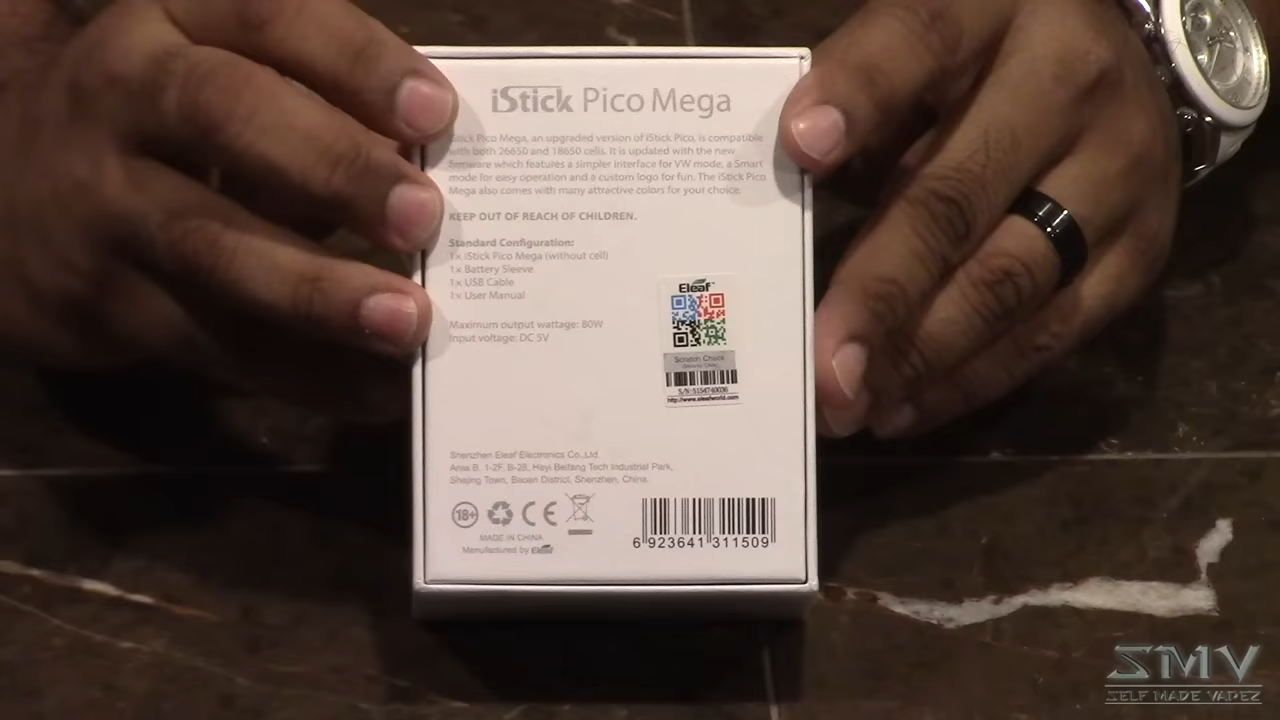 iStick Pico Mega
iStick Pico Mega, an upgraded version of iStick Pico, is compatible
with both 26650 and 18650 cells. It is updated with the new
firmware which features a simpler interface for VW mode, a Smart
mode for easy operation and a custom logo for fun. The iStick Pico
Mega also comes with many attractive colors for your choice.
KEEP OUT OF REACH OF CHILDREN.
Standard Configuration:
1× iStick Pico Mega (without cell)
1× Battery Sleeve
1× USB Cable
1× User Manual
Maximum output wattage: 80W
Input voltage: DC 5V
Eleaf
Scratch Check
S/N:5154740036
http://www.eleafworld.com
Shenzhen Eleaf Electronics Co.,Ltd.
Area B, 1-2F, B-28, Heyi Beifang Tech Industrial Park,
Shajing Town, Baoan District, Shenzhen, China.
18+
CE
MADE IN CHINA
Manufactured by Eleaf
6 923641 311509
SMV
SELF MADE VAPEZ